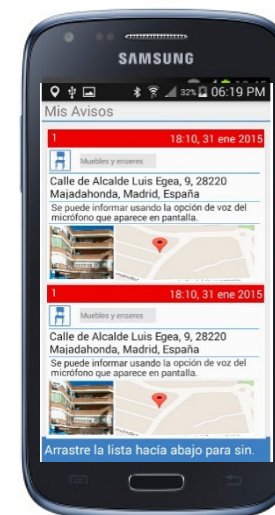 SAMSUNG
32% 06:19 PM
Mis Avisos
1 18:10, 31 ene 2015
Muebles y enseres
Calle de Alcalde Luis Egea, 9, 28220
Majadahonda, Madrid, España
Se puede informar usando la opción de voz del
micrófono que aparece en pantalla.
1 18:10, 31 ene 2015
Muebles y enseres
Calle de Alcalde Luis Egea, 9, 28220
Majadahonda, Madrid, España
Se puede informar usando la opción de voz del
micrófono que aparece en pantalla.
Arrastre la lista hacía abajo para sin.